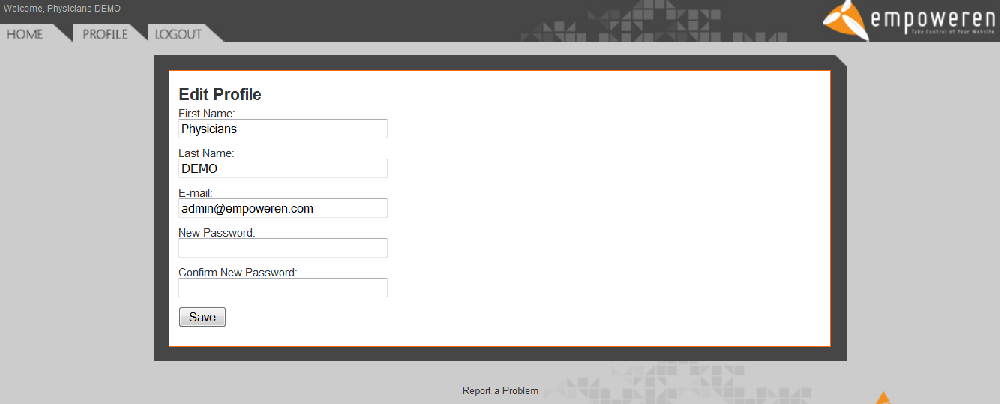 Welcome, Physicians DEMO
HOME
PROFILE
LOGOUT
empoweren
Take Control of Your Website.
Edit Profile
First Name:
Physicians
Last Name:
DEMO
E-mail:
admin@empoweren.com
New Password:
Confirm New Password:
Save
Report a Problem